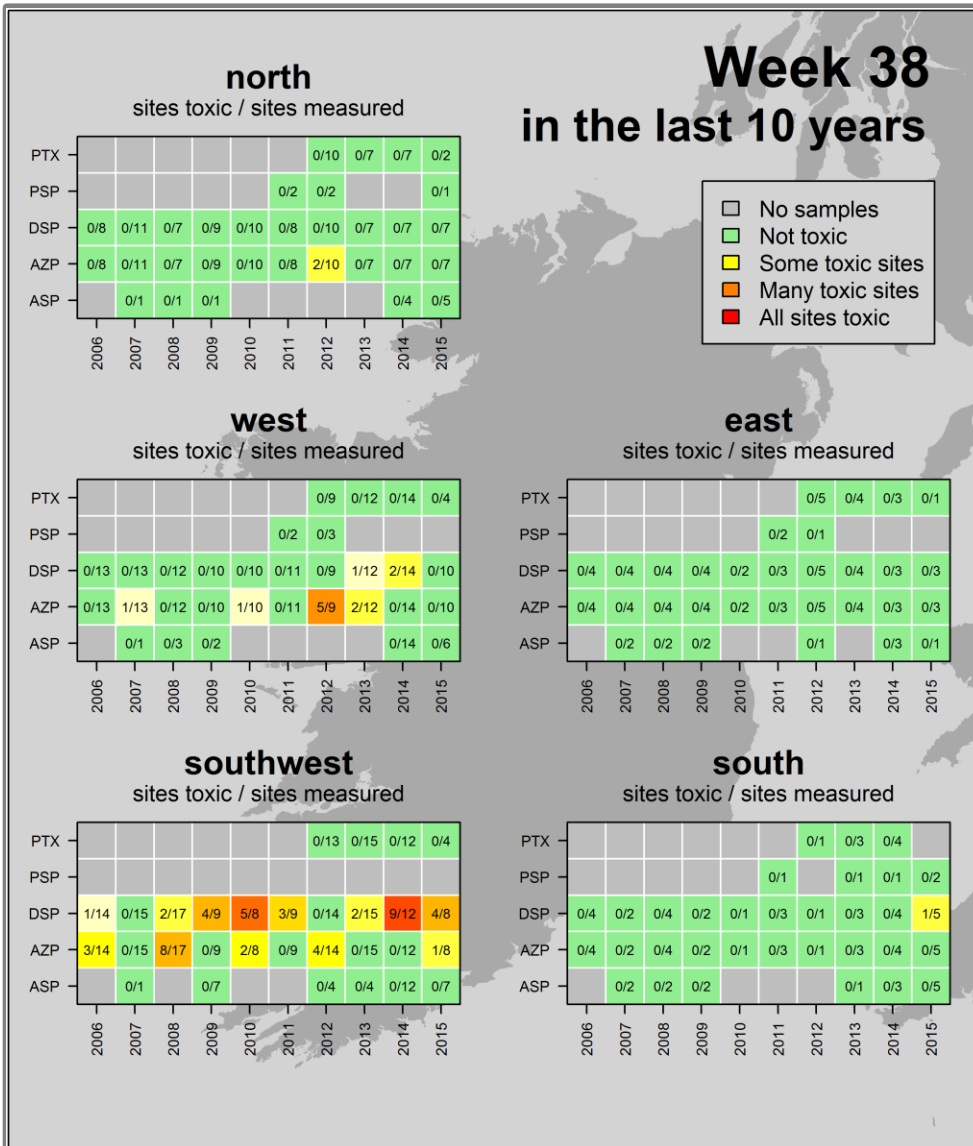 Week 38
in the last 10 years
No samples
Not toxic
Some toxic sites
Many toxic sites
All sites toxic
north
sites toxic / sites measured
PTX 0/10 0/7 0/7 0/2
PSP 0/2 0/2 0/1
DSP 0/8 0/11 0/7 0/9 0/10 0/8 0/10 0/7 0/7 0/7
AZP 0/8 0/11 0/7 0/9 0/10 0/8 2/10 0/7 0/7 0/7
ASP 0/1 0/1 0/1 0/4 0/5
2006 2007 2008 2009 2010 2011 2012 2013 2014 2015
west
sites toxic / sites measured
PTX 0/9 0/12 0/14 0/4
PSP 0/2 0/3
DSP 0/13 0/13 0/12 0/10 0/10 0/11 0/9 1/12 2/14 0/10
AZP 0/13 1/13 0/12 0/10 1/10 0/11 5/9 2/12 0/14 0/10
ASP 0/1 0/3 0/2 0/14 0/6
2006 2007 2008 2009 2010 2011 2012 2013 2014 2015
east
sites toxic / sites measured
PTX 0/5 0/4 0/3 0/1
PSP 0/2 0/1
DSP 0/4 0/4 0/4 0/4 0/2 0/3 0/5 0/4 0/3 0/3
AZP 0/4 0/4 0/4 0/4 0/2 0/3 0/5 0/4 0/3 0/3
ASP 0/2 0/2 0/2 0/1 0/3 0/1
2006 2007 2008 2009 2010 2011 2012 2013 2014 2015
southwest
sites toxic / sites measured
PTX 0/13 0/15 0/12 0/4
PSP
DSP 1/14 0/15 2/17 4/9 5/8 3/9 0/14 2/15 9/12 4/8
AZP 3/14 0/15 8/17 0/9 2/8 0/9 4/14 0/15 0/12 1/8
ASP 0/1 0/7 0/4 0/4 0/12 0/7
2006 2007 2008 2009 2010 2011 2012 2013 2014 2015
south
sites toxic / sites measured
PTX 0/1 0/3 0/4
PSP 0/1 0/1 0/1 0/2
DSP 0/4 0/2 0/4 0/2 0/1 0/3 0/1 0/3 0/4 1/5
AZP 0/4 0/2 0/4 0/2 0/1 0/3 0/1 0/3 0/4 0/5
ASP 0/2 0/2 0/2 0/1 0/3 0/5
2006 2007 2008 2009 2010 2011 2012 2013 2014 2015